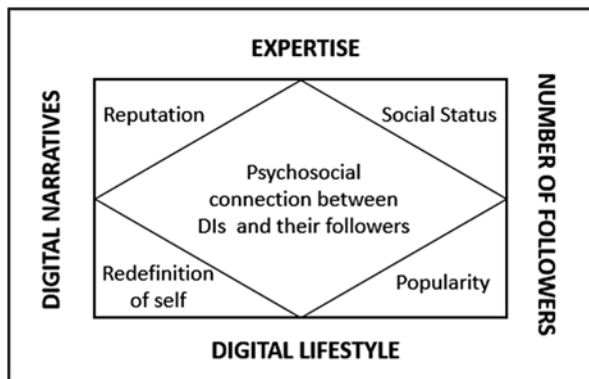 EXPERTISE
DIGITAL NARRATIVES
Reputation
Social Status
NUMBER OF FOLLOWERS
Psychosocial
connection between
DIs and their followers
Redefinition
of self
Popularity
DIGITAL LIFESTYLE